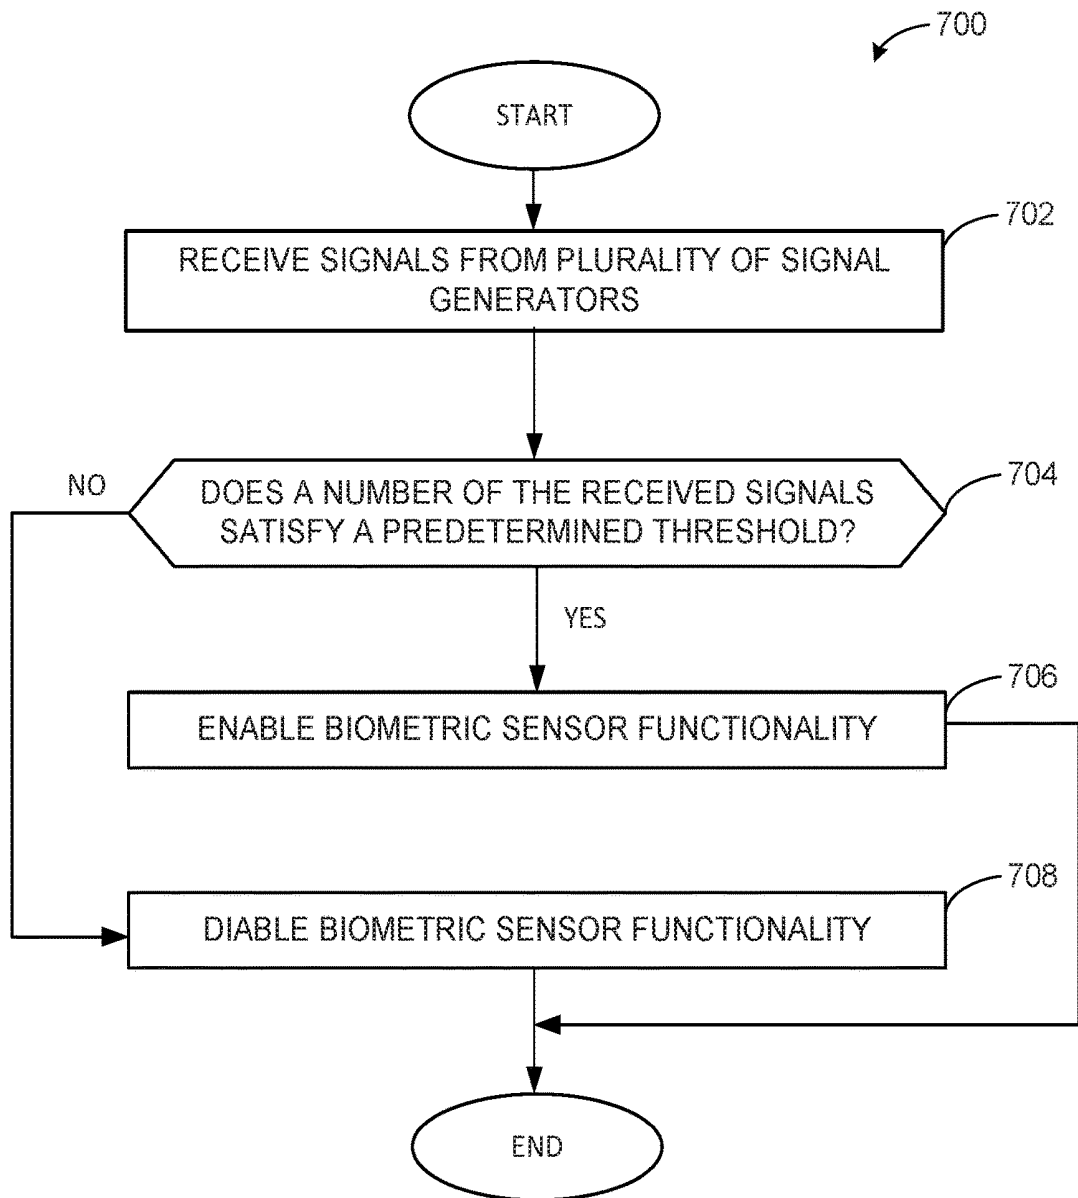 700
START
702
RECEIVE SIGNALS FROM PLURALITY OF SIGNAL
GENERATORS
704
NO
DOES A NUMBER OF THE RECEIVED SIGNALS
SATISFY A PREDETERMINED THRESHOLD?
YES
706
ENABLE BIOMETRIC SENSOR FUNCTIONALITY
708
DIABLE BIOMETRIC SENSOR FUNCTIONALITY
END